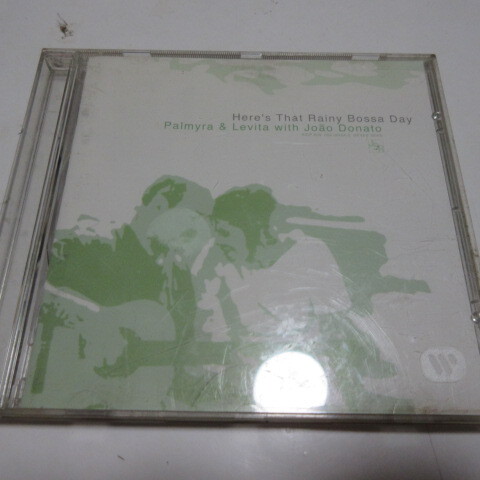 Here's That Rainy Bossa Day
Palmyra & Levita with João Donato